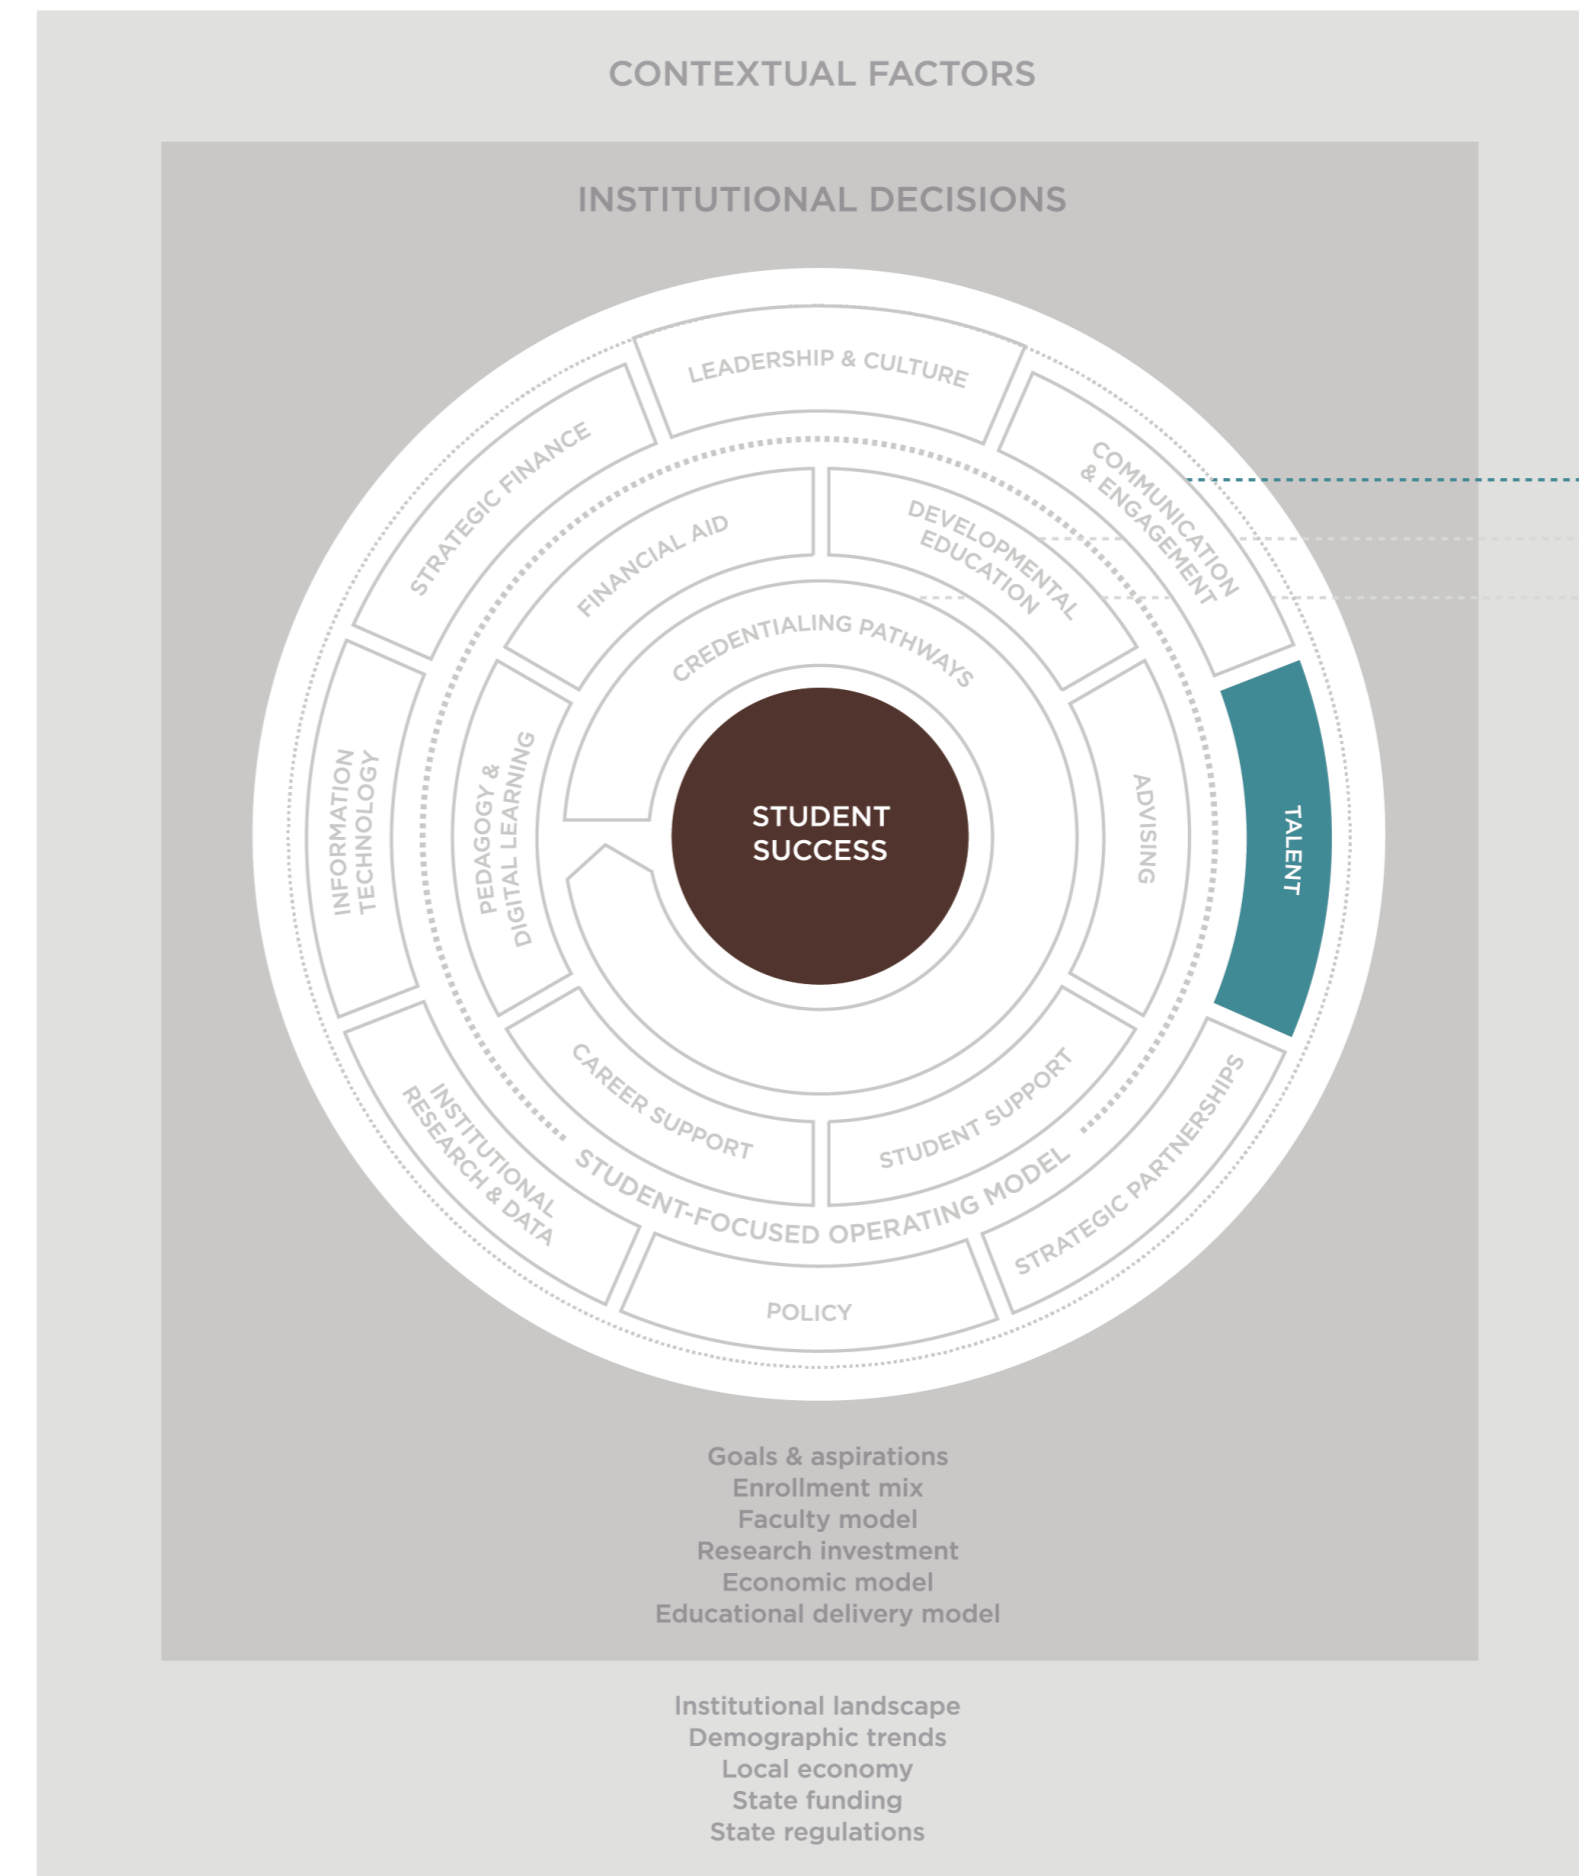 CONTEXTUAL FACTORS
INSTITUTIONAL DECISIONS
LEADERSHIP & CULTURE
COMMUNICATION
& ENGAGEMENT
TALENT
STRATEGIC PARTNERSHIPS
POLICY
INSTITUTIONAL
RESEARCH & DATA
INFORMATION
TECHNOLOGY
STRATEGIC FINANCE
FINANCIAL AID
DEVELOPMENTAL
EDUCATION
ADVISING
STUDENT SUPPORT
CAREER SUPPORT
PEDAGOGY &
DIGITAL LEARNING
CREDENTIALING PATHWAYS
STUDENT
SUCCESS
STUDENT-FOCUSED OPERATING MODEL
Goals & aspirations
Enrollment mix
Faculty model
Research investment
Economic model
Educational delivery model
Institutional landscape
Demographic trends
Local economy
State funding
State regulations